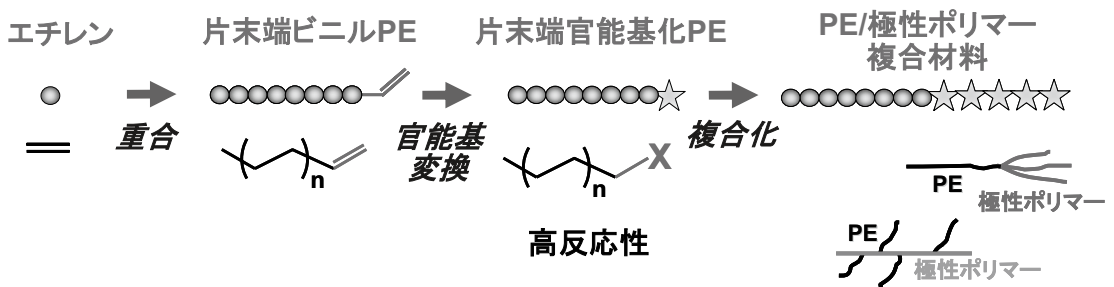 エチレン
片末端ビニルPE
片末端官能基化PE
PE/極性ポリマー
複合材料
重合
官能基
変換
複合化
n
X
n
高反応性
PE
極性ポリマー
PE
極性ポリマー